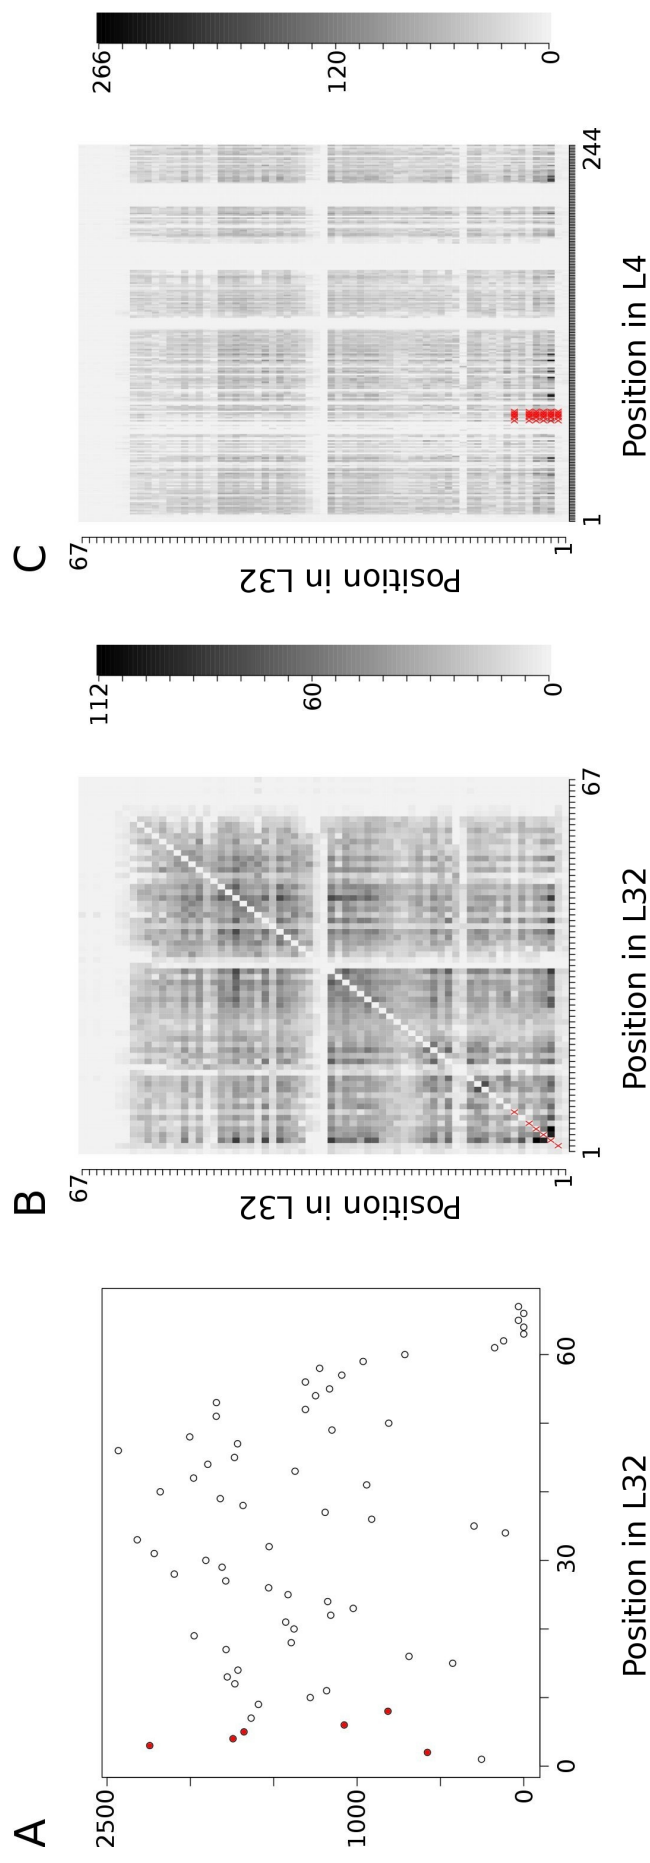 A
2500
1000
0
0 30 60
Position in L32
B
67
Position in L32
1
1 67
Position in L32
112
60
0
C
67
Position in L32
1
1 244
Position in L4
266
120
0